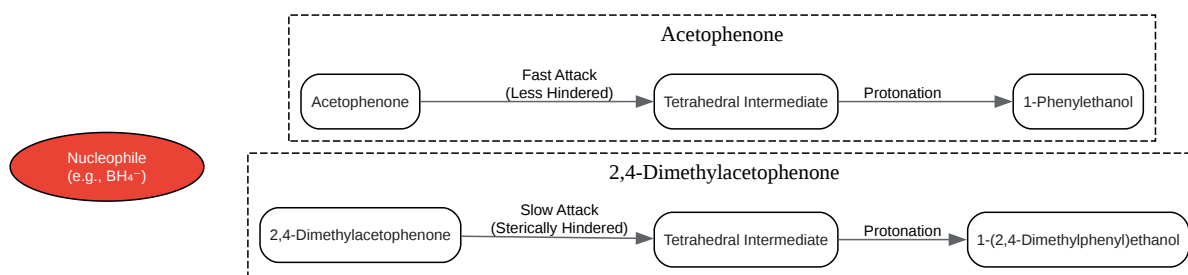 Acetophenone
Fast Attack
(Less Hindered)
Protonation
Acetophenone
Tetrahedral Intermediate
1-Phenylethanol
Nucleophile
(e.g., BH₄⁻)
2,4-Dimethylacetophenone
Slow Attack
(Sterically Hindered)
Protonation
2,4-Dimethylacetophenone
Tetrahedral Intermediate
1-(2,4-Dimethylphenyl)ethanol